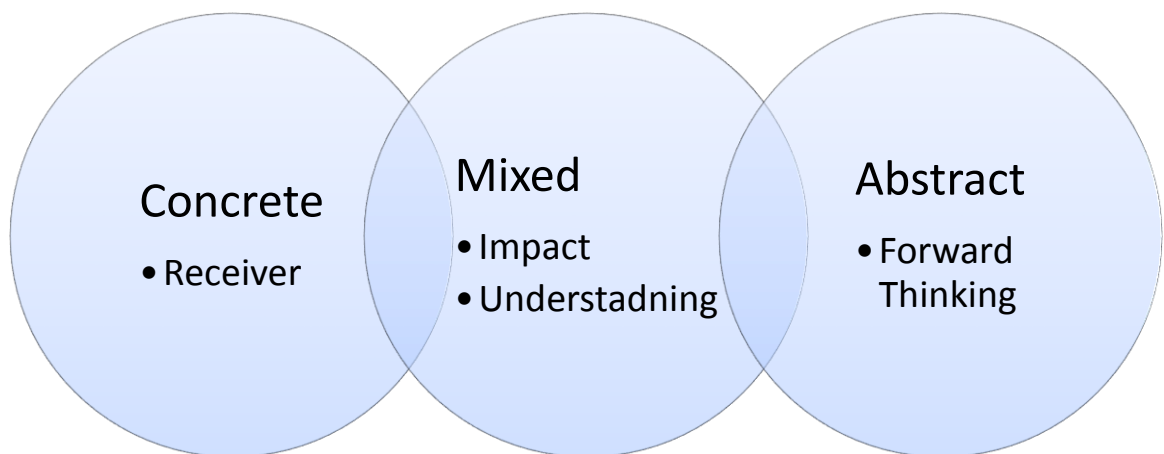 Concrete
• Receiver
Mixed
• Impact
• Understadning
Abstract
• Forward
Thinking